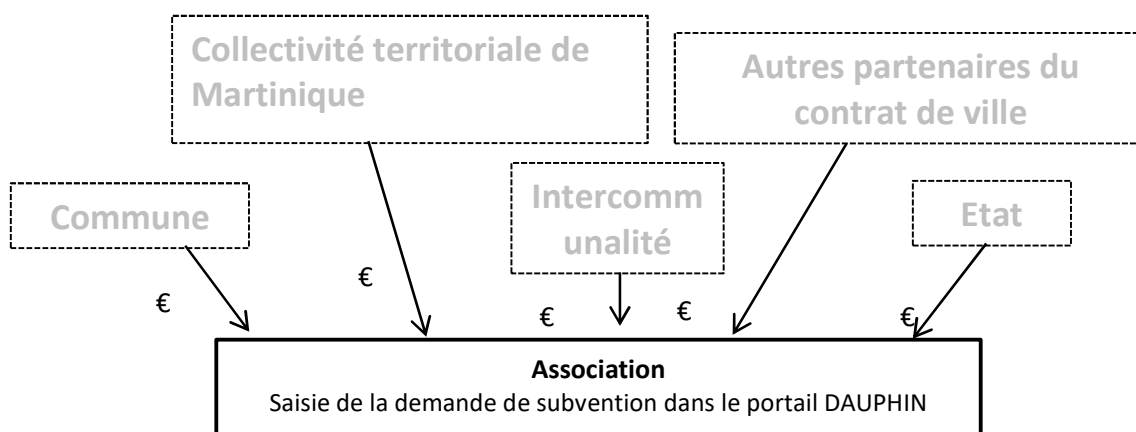 Collectivité territoriale de
Martinique
Autres partenaires du
contrat de ville
Commune
Intercomm
unalité
Etat
€
€
€
€
€
Association
Saisie de la demande de subvention dans le portail DAUPHIN